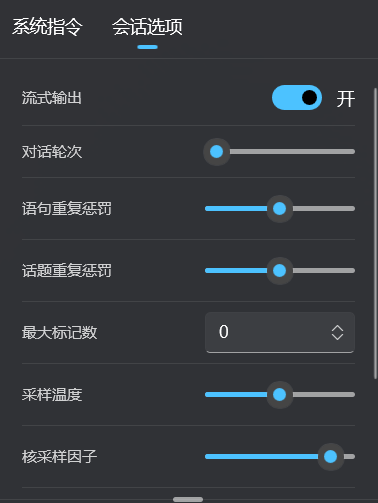 系统指令 会话选项
流式输出 开
对话轮次
语句重复惩罚
话题重复惩罚
最大标记数 0
采样温度
核采样因子